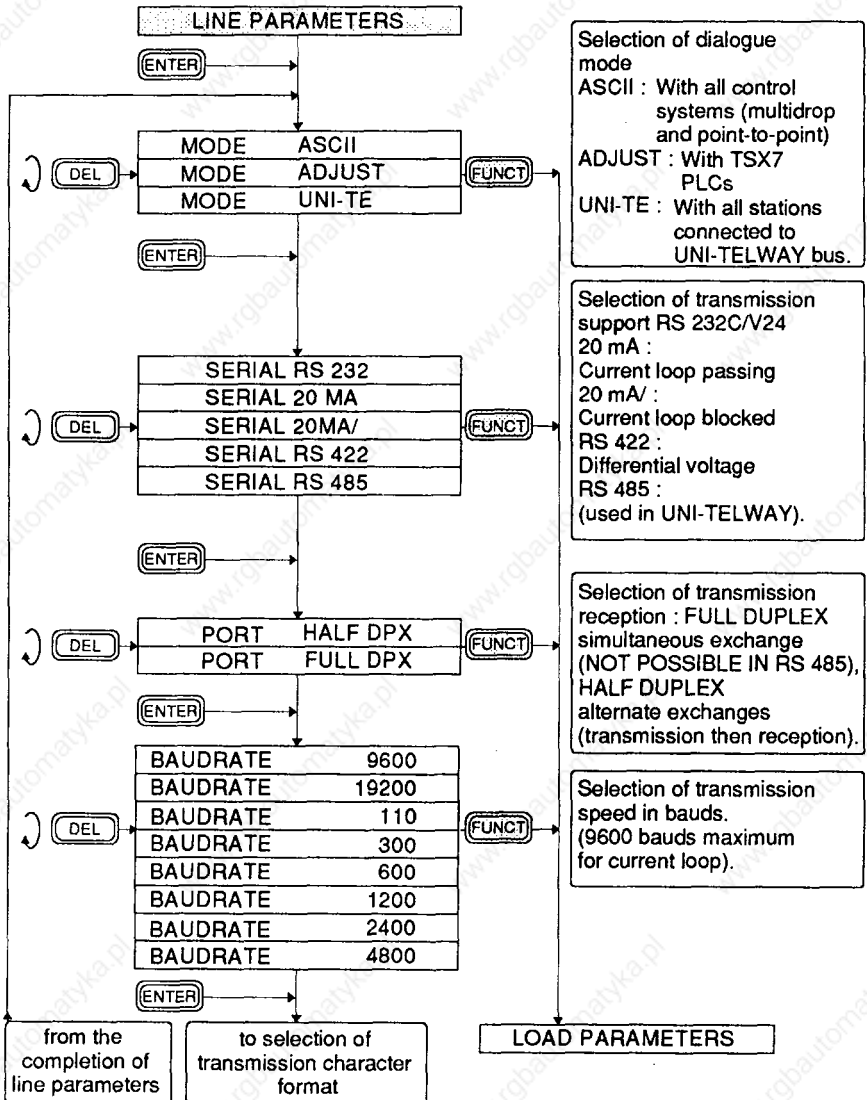 LINE PARAMETERS
ENTER
DEL
MODE ASCII
MODE ADJUST
MODE UNI-TE
FUNCT
Selection of dialogue
mode
ASCII : With all control
systems (multidrop
and point-to-point)
ADJUST : With TSX7
PLCs
UNI-TE : With all stations
connected to
UNI-TELWAY bus.
ENTER
DEL
SERIAL RS 232
SERIAL 20 MA
SERIAL 20MA/
SERIAL RS 422
SERIAL RS 485
FUNCT
Selection of transmission
support RS 232C/V24
20 mA :
Current loop passing
20 mA/ :
Current loop blocked
RS 422 :
Differential voltage
RS 485 :
(used in UNI-TELWAY).
ENTER
DEL
PORT HALF DPX
PORT FULL DPX
FUNCT
Selection of transmission
reception : FULL DUPLEX
simultaneous exchange
(NOT POSSIBLE IN RS 485),
HALF DUPLEX
alternate exchanges
(transmission then reception).
ENTER
DEL
BAUDRATE 9600
BAUDRATE 19200
BAUDRATE 110
BAUDRATE 300
BAUDRATE 600
BAUDRATE 1200
BAUDRATE 2400
BAUDRATE 4800
FUNCT
Selection of transmission
speed in bauds.
(9600 bauds maximum
for current loop).
ENTER
from the
completion of
line parameters
to selection of
transmission character
format
LOAD PARAMETERS
www.rgbautomatyka.pl